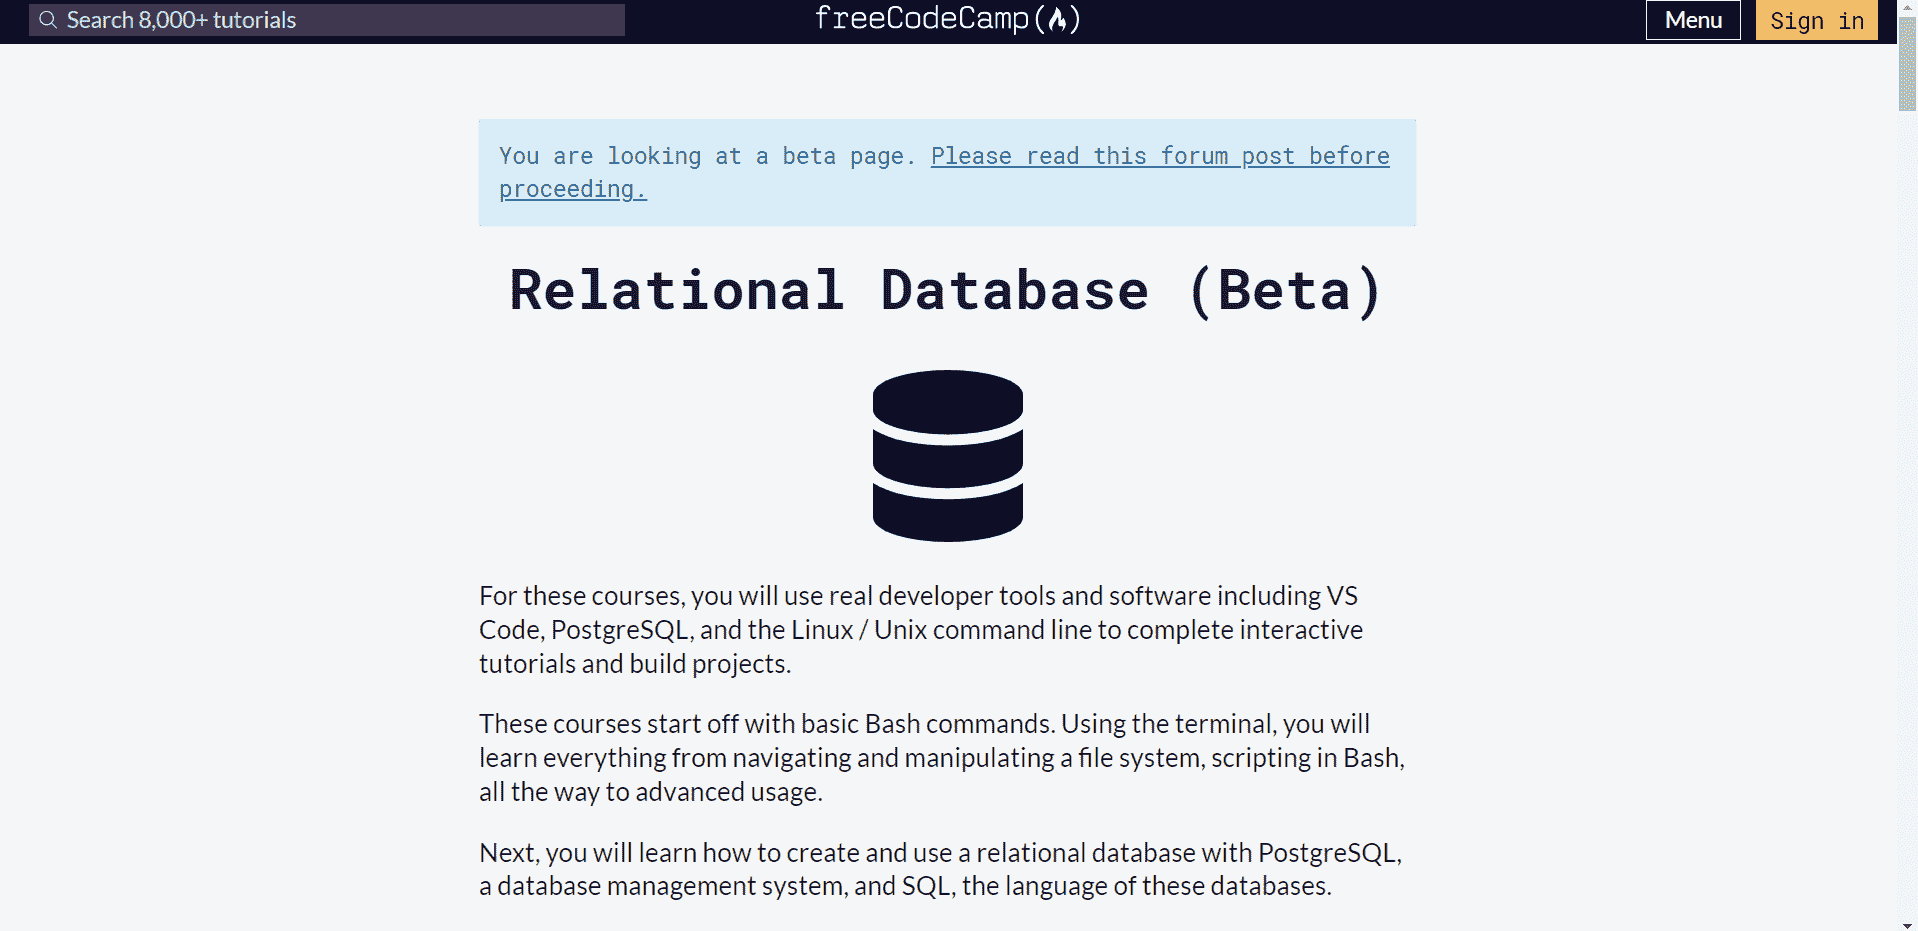 Search 8,000+ tutorials
freeCodeCamp(🔥)
Menu
Sign in
You are looking at a beta page. Please read this forum post before
proceeding.
Relational Database (Beta)
For these courses, you will use real developer tools and software including VS
Code, PostgreSQL, and the Linux / Unix command line to complete interactive
tutorials and build projects.
These courses start off with basic Bash commands. Using the terminal, you will
learn everything from navigating and manipulating a file system, scripting in Bash,
all the way to advanced usage.
Next, you will learn how to create and use a relational database with PostgreSQL,
a database management system, and SQL, the language of these databases.